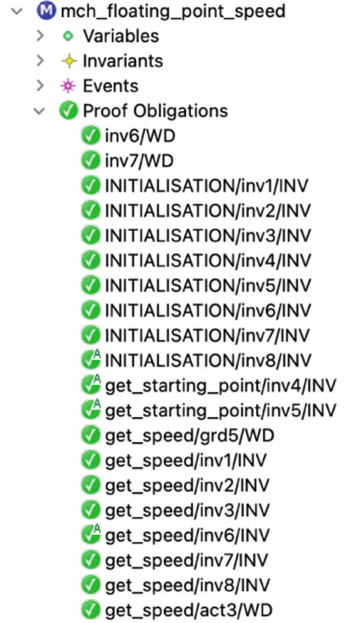 M mch_floating_point_speed
Variables
Invariants
Events
Proof Obligations
inv6/WD
inv7/WD
INITIALISATION/inv1/INV
INITIALISATION/inv2/INV
INITIALISATION/inv3/INV
INITIALISATION/inv4/INV
INITIALISATION/inv5/INV
INITIALISATION/inv6/INV
INITIALISATION/inv7/INV
A INITIALISATION/inv8/INV
A get_starting_point/inv4/INV
A get_starting_point/inv5/INV
get_speed/grd5/WD
get_speed/inv1/INV
get_speed/inv2/INV
get_speed/inv3/INV
A get_speed/inv6/INV
get_speed/inv7/INV
get_speed/inv8/INV
get_speed/act3/WD